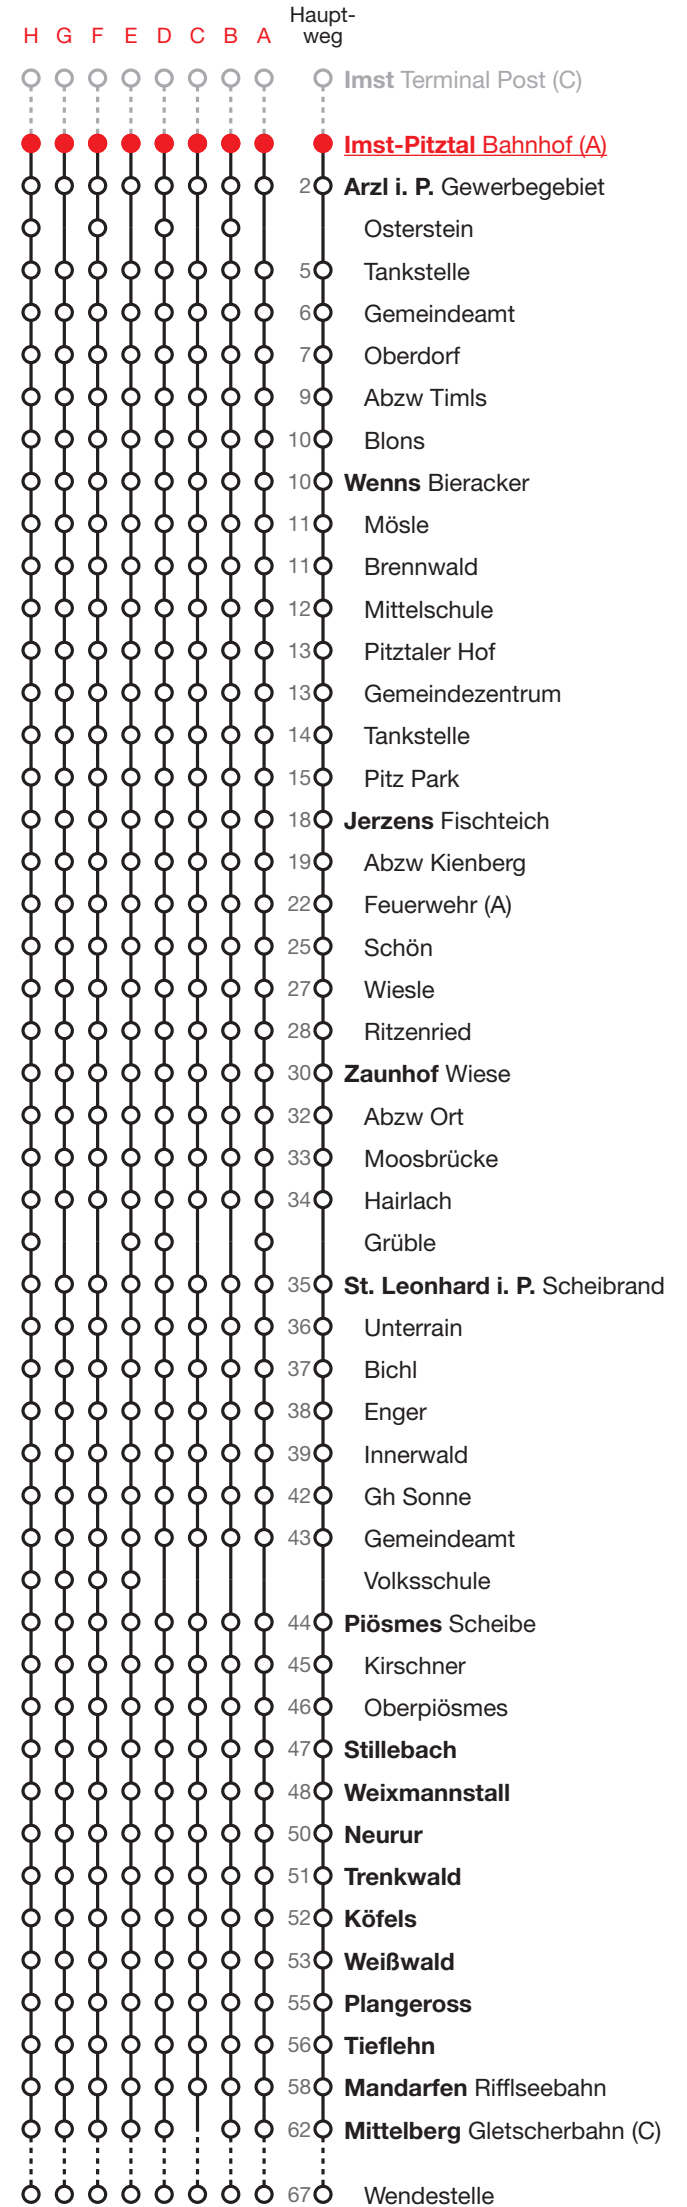 Haupt-
H G F E D C B A weg
Imst Terminal Post (C)
Imst-Pitztal Bahnhof (A)
2 Arzl i. P. Gewerbegebiet
Osterstein
5 Tankstelle
6 Gemeindeamt
7 Oberdorf
9 Abzw Timls
10 Blons
10 Wenns Bieracker
11 Mösle
11 Brennwald
12 Mittelschule
13 Pitztaler Hof
13 Gemeindezentrum
14 Tankstelle
15 Pitz Park
18 Jerzens Fischteich
19 Abzw Kienberg
22 Feuerwehr (A)
25 Schön
27 Wiesle
28 Ritzenried
30 Zaunhof Wiese
32 Abzw Ort
33 Moosbrücke
34 Hairlach
Grüble
35 St. Leonhard i. P. Scheibrand
36 Unterrain
37 Bichl
38 Enger
39 Innerwald
42 Gh Sonne
43 Gemeindeamt
Volksschule
44 Piösmes Scheibe
45 Kirschner
46 Oberpiösmes
47 Stillebach
48 Weixmannstall
50 Neurur
51 Trenkwald
52 Köfels
53 Weißwald
55 Plangeross
56 Tieflehn
58 Mandarfen Rifflseebahn
62 Mittelberg Gletscherbahn (C)
67 Wendestelle